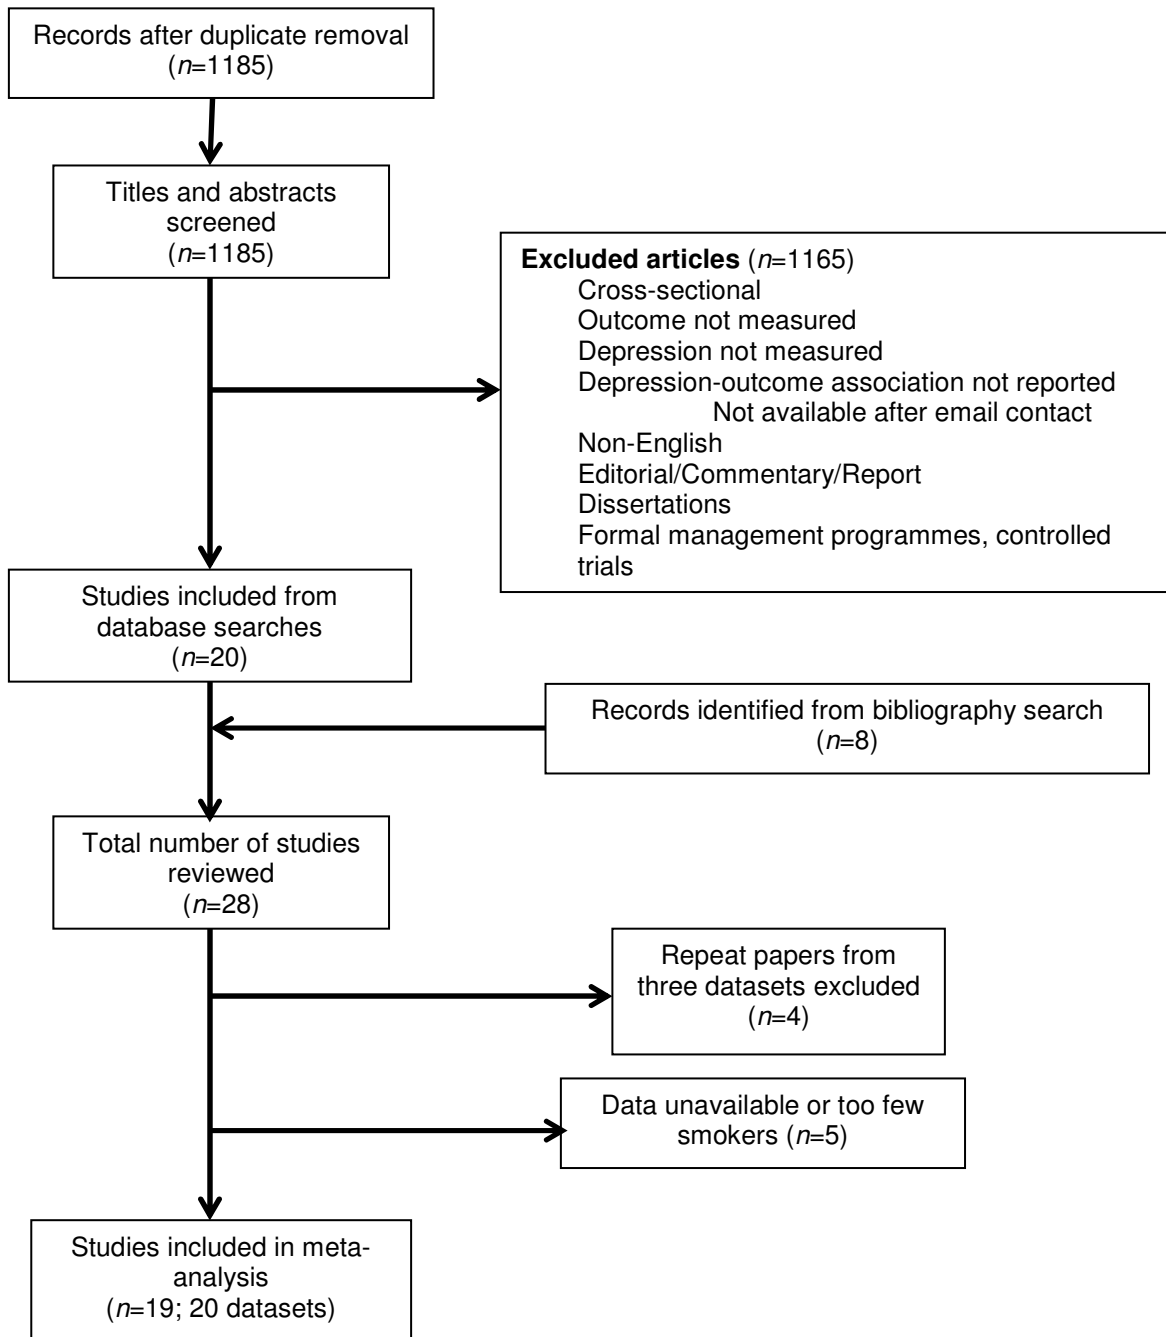 Records after duplicate removal
(n=1185)
Titles and abstracts
screened
(n=1185)
Excluded articles (n=1165)
Cross-sectional
Outcome not measured
Depression not measured
Depression-outcome association not reported
Not available after email contact
Non-English
Editorial/Commentary/Report
Dissertations
Formal management programmes, controlled
trials
Studies included from
database searches
(n=20)
Records identified from bibliography search
(n=8)
Total number of studies
reviewed
(n=28)
Repeat papers from
three datasets excluded
(n=4)
Data unavailable or too few
smokers (n=5)
Studies included in meta-
analysis
(n=19; 20 datasets)